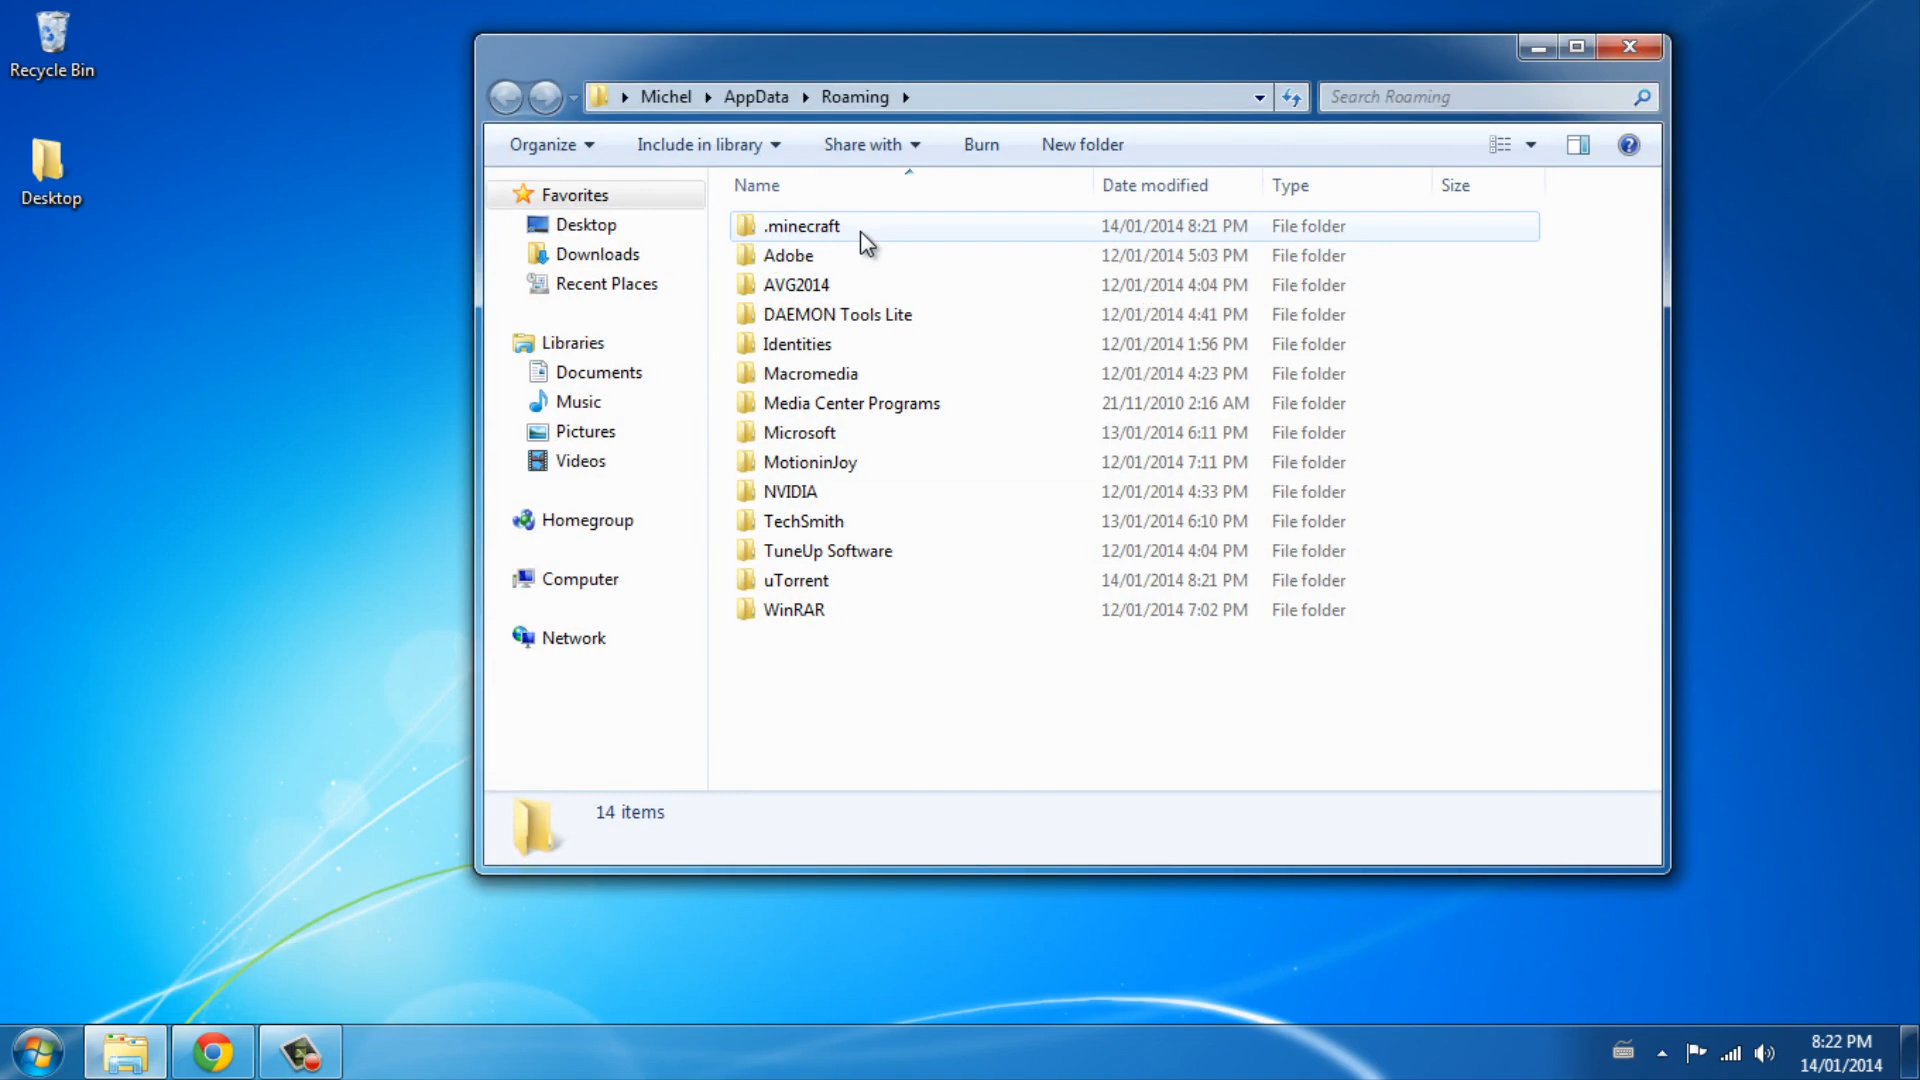 Recycle Bin
Desktop
Michel AppData Roaming
Search Roaming
Organize Include in library Share with Burn New folder
Name Date modified Type Size
Favorites
Desktop
Downloads
Recent Places
Libraries
Documents
Music
Pictures
Videos
Homegroup
Computer
Network
.minecraft 14/01/2014 8:21 PM File folder
Adobe 12/01/2014 5:03 PM File folder
AVG2014 12/01/2014 4:04 PM File folder
DAEMON Tools Lite 12/01/2014 4:41 PM File folder
Identities 12/01/2014 1:56 PM File folder
Macromedia 12/01/2014 4:23 PM File folder
Media Center Programs 21/11/2010 2:16 AM File folder
Microsoft 13/01/2014 6:11 PM File folder
MotioninJoy 12/01/2014 7:11 PM File folder
NVIDIA 12/01/2014 4:33 PM File folder
TechSmith 13/01/2014 6:10 PM File folder
TuneUp Software 12/01/2014 4:04 PM File folder
uTorrent 14/01/2014 8:21 PM File folder
WinRAR 12/01/2014 7:02 PM File folder
14 items
8:22 PM
14/01/2014